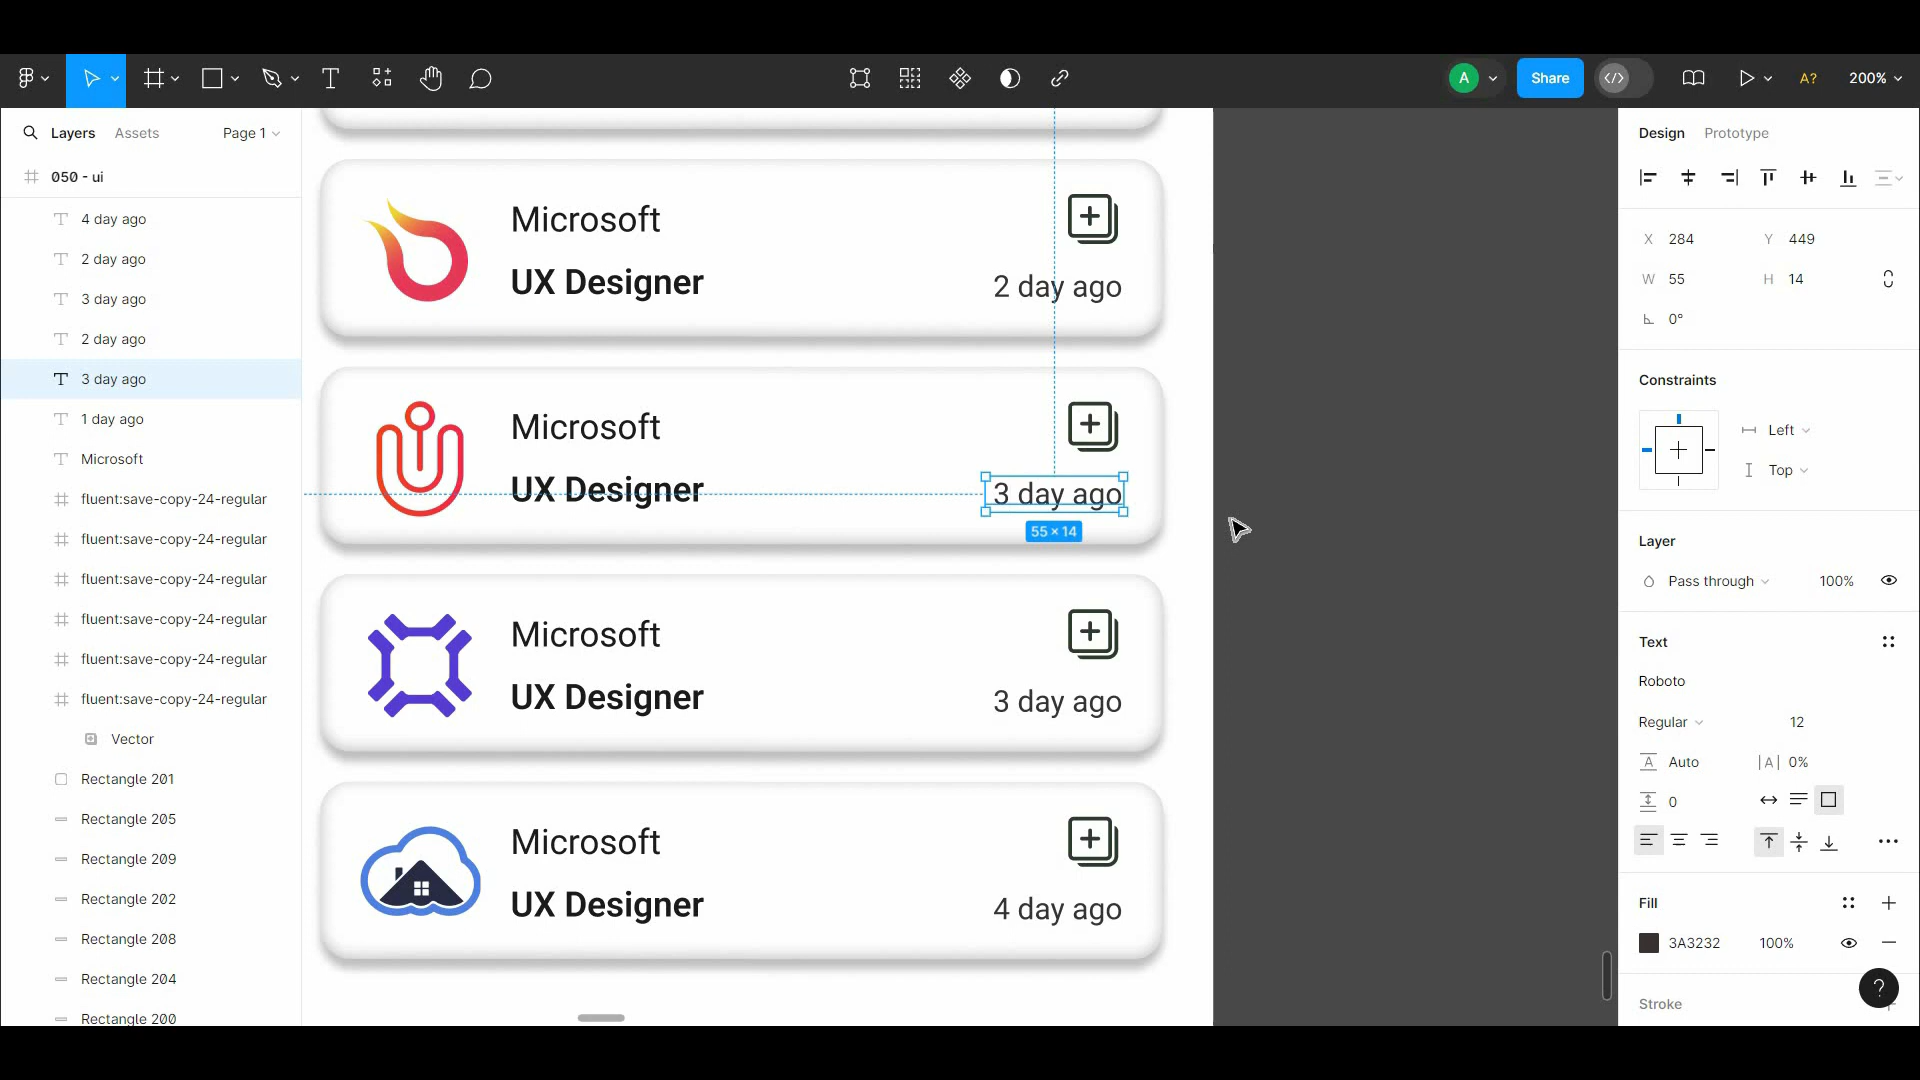 A
Share
A?
200%
Layers
Assets
Page 1
050 - ui
4 day ago
2 day ago
3 day ago
2 day ago
3 day ago
1 day ago
Microsoft
fluent:save-copy-24-regular
fluent:save-copy-24-regular
fluent:save-copy-24-regular
fluent:save-copy-24-regular
fluent:save-copy-24-regular
fluent:save-copy-24-regular
Vector
Rectangle 201
Rectangle 205
Rectangle 209
Rectangle 202
Rectangle 208
Rectangle 204
Rectangle 200
Microsoft
UX Designer
2 day ago
Microsoft
UX Designer
3 day ago
55 × 14
Microsoft
UX Designer
3 day ago
Microsoft
UX Designer
4 day ago
Design
Prototype
X 284
Y 449
W 55
H 14
0°
Constraints
Left
Top
Layer
Pass through
100%
Text
Roboto
Regular
12
Auto
0%
0
Fill
3A3232
100%
Stroke
?